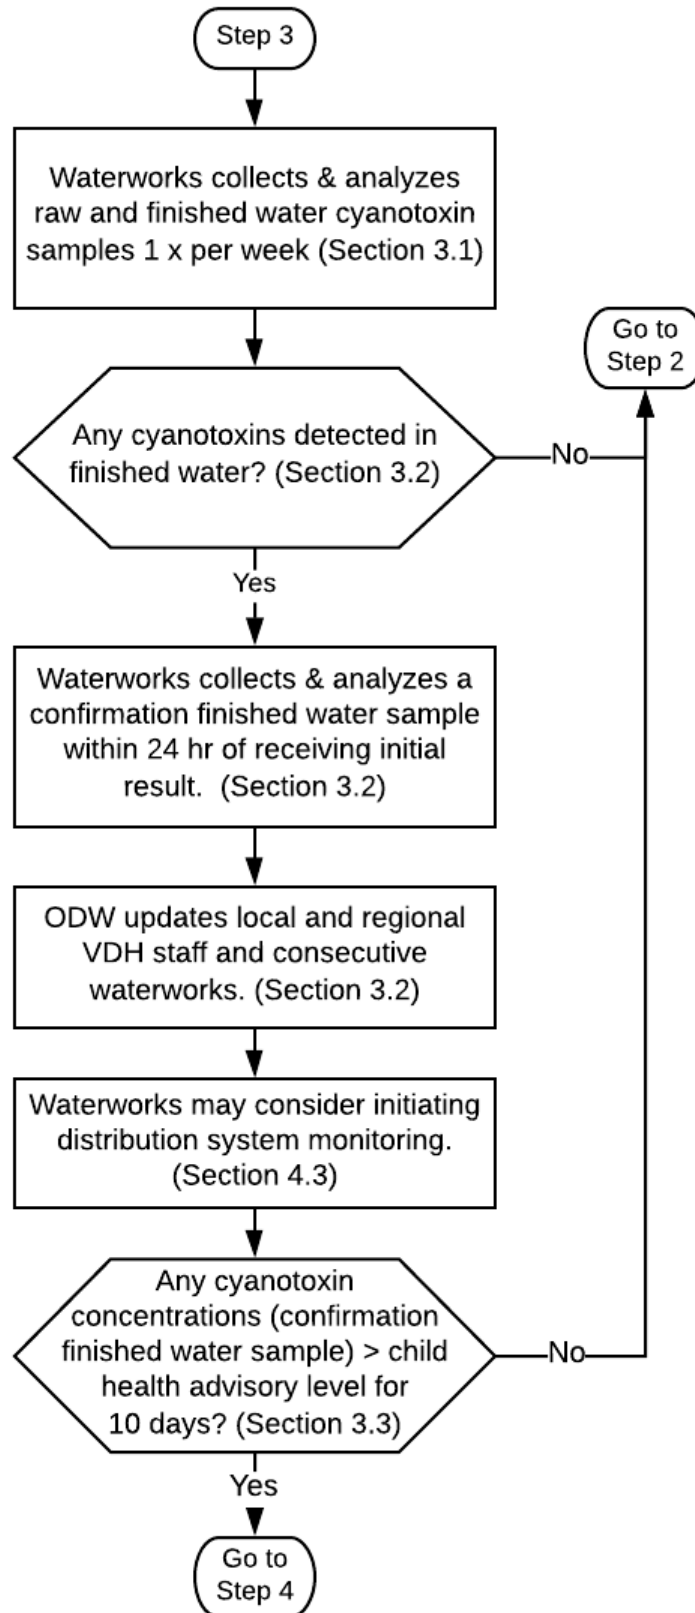 Step 3
Waterworks collects & analyzes
raw and finished water cyanotoxin
samples 1 x per week (Section 3.1)
Go to
Step 2
Any cyanotoxins detected in
finished water? (Section 3.2)
No
Yes
Waterworks collects & analyzes a
confirmation finished water sample
within 24 hr of receiving initial
result.  (Section 3.2)
ODW updates local and regional
VDH staff and consecutive
waterworks. (Section 3.2)
Waterworks may consider initiating
distribution system monitoring.
(Section 4.3)
Any cyanotoxin
concentrations (confirmation
finished water sample) > child
health advisory level for
10 days? (Section 3.3)
No
Yes
Go to
Step 4